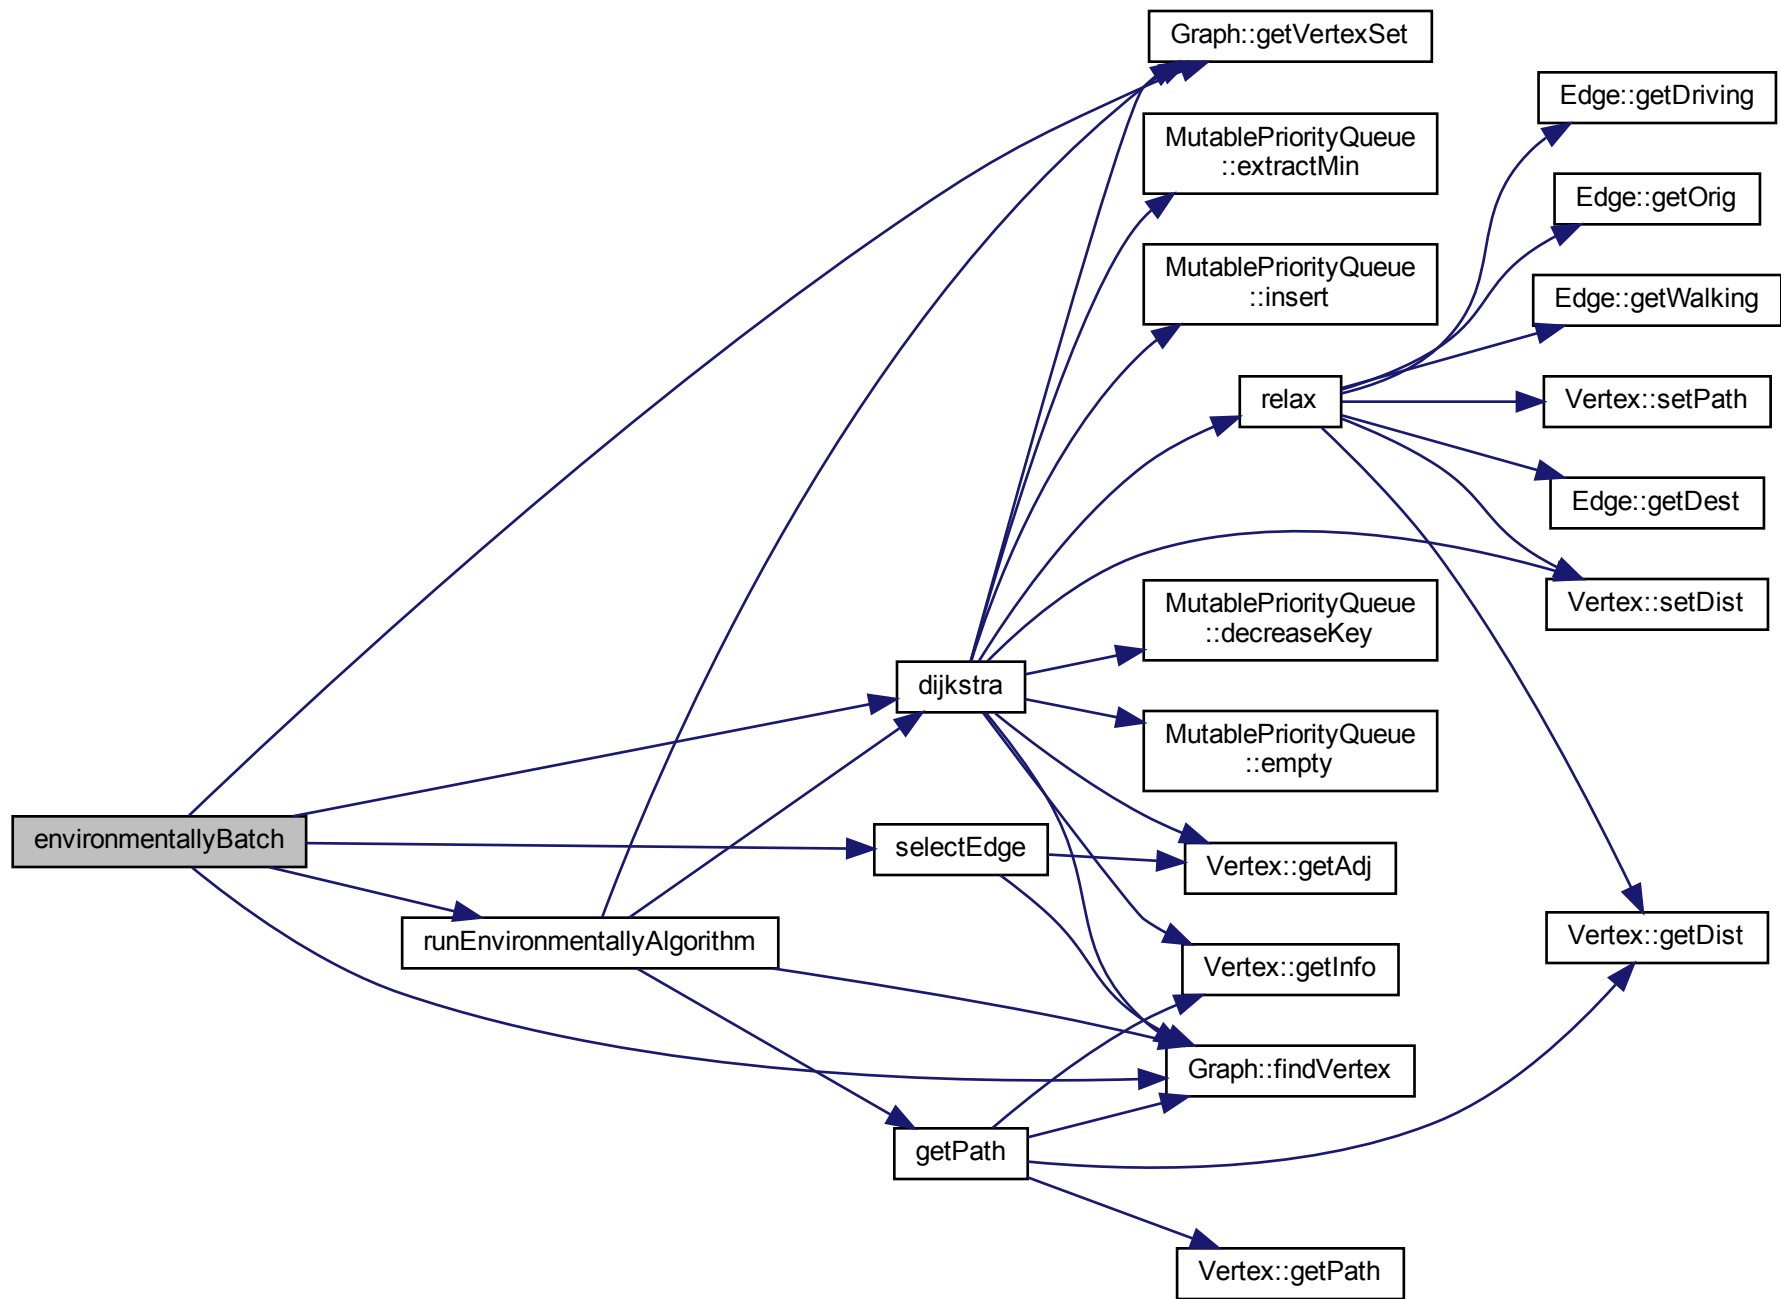 Graph::getVertexSet
Edge::getDriving
MutablePriorityQueue
::extractMin
Edge::getOrig
MutablePriorityQueue
::insert
Edge::getWalking
relax
Vertex::setPath
Edge::getDest
MutablePriorityQueue
::decreaseKey
Vertex::setDist
dijkstra
MutablePriorityQueue
::empty
environmentallyBatch
selectEdge
Vertex::getAdj
runEnvironmentallyAlgorithm
Vertex::getDist
Vertex::getInfo
Graph::findVertex
getPath
Vertex::getPath